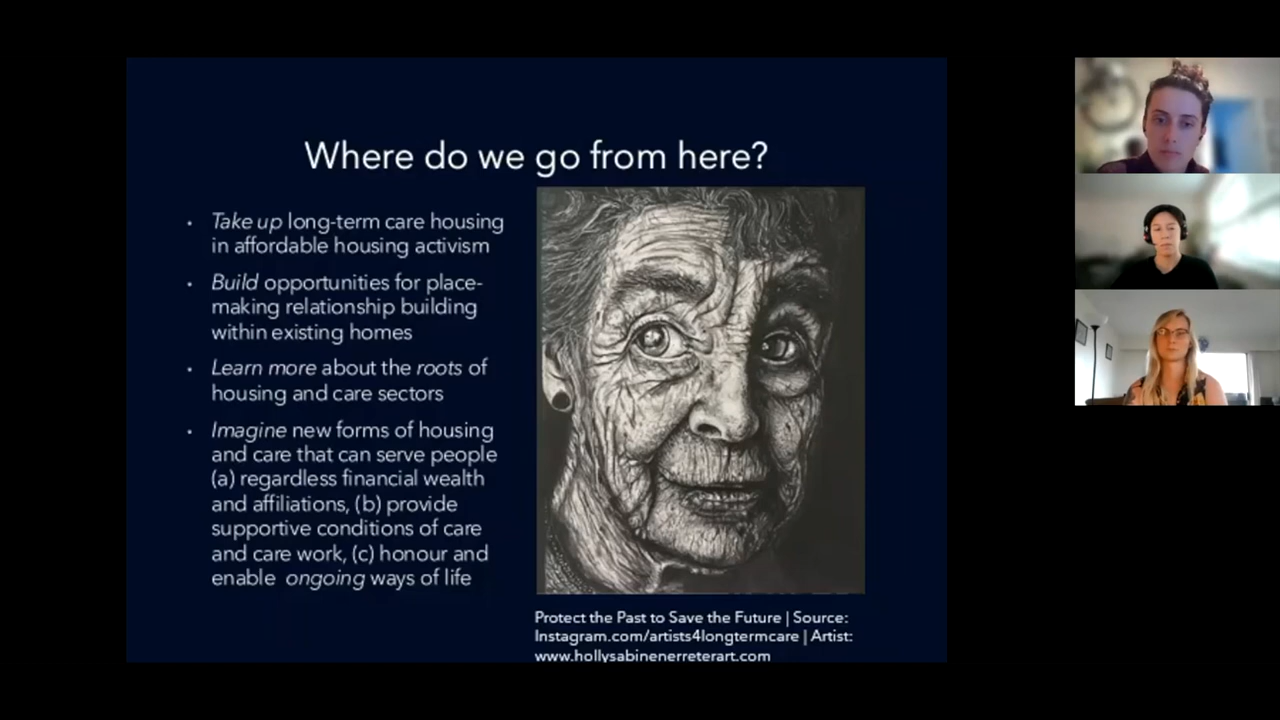 Where do we go from here?
• Take up long-term care housing
in affordable housing activism
• Build opportunities for place-
making relationship building
within existing homes
• Learn more about the roots of
housing and care sectors
• Imagine new forms of housing
and care that can serve people
(a) regardless financial wealth
and affiliations, (b) provide
supportive conditions of care
and care work, (c) honour and
enable ongoing ways of life
Protect the Past to Save the Future | Source:
Instagram.com/artists4longtermcare | Artist:
www.hollysabinenerreterart.com